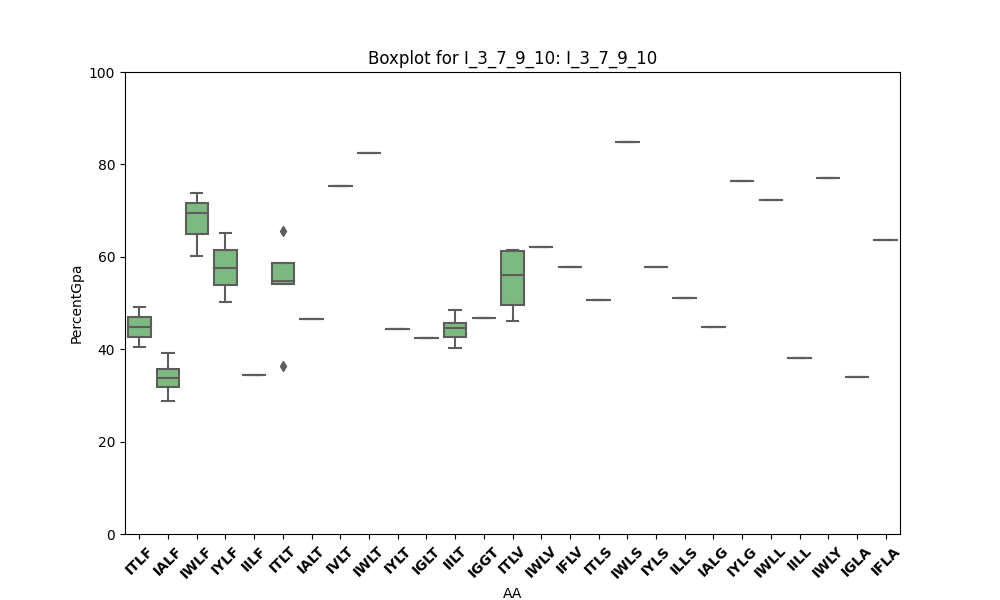 Boxplot for I_3_7_9_10: I_3_7_9_10
100
80
60
40
20
0
PercentGpa
ITLF
IALF
IWLF
IYLF
IILF
ITLT
IALT
IVLT
IWLT
IYLT
IGLT
IILT
IGGT
ITLV
IWLV
IFLV
ITLS
IWLS
IYLS
ILLS
IALG
IYLG
IWLL
IILL
IWLY
IGLA
IFLA
AA